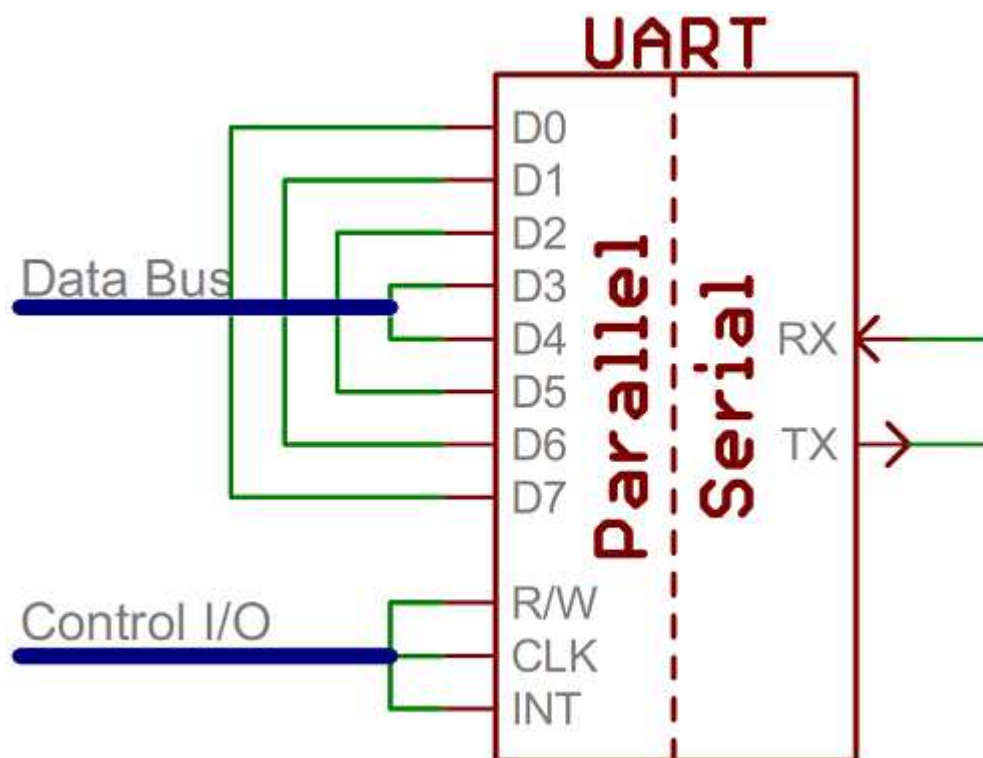 UART
D0
D1
D2
Data Bus
D3
D4
D5
D6
D7
Parallel
Serial
RX
TX
Control I/O
R/W
CLK
INT